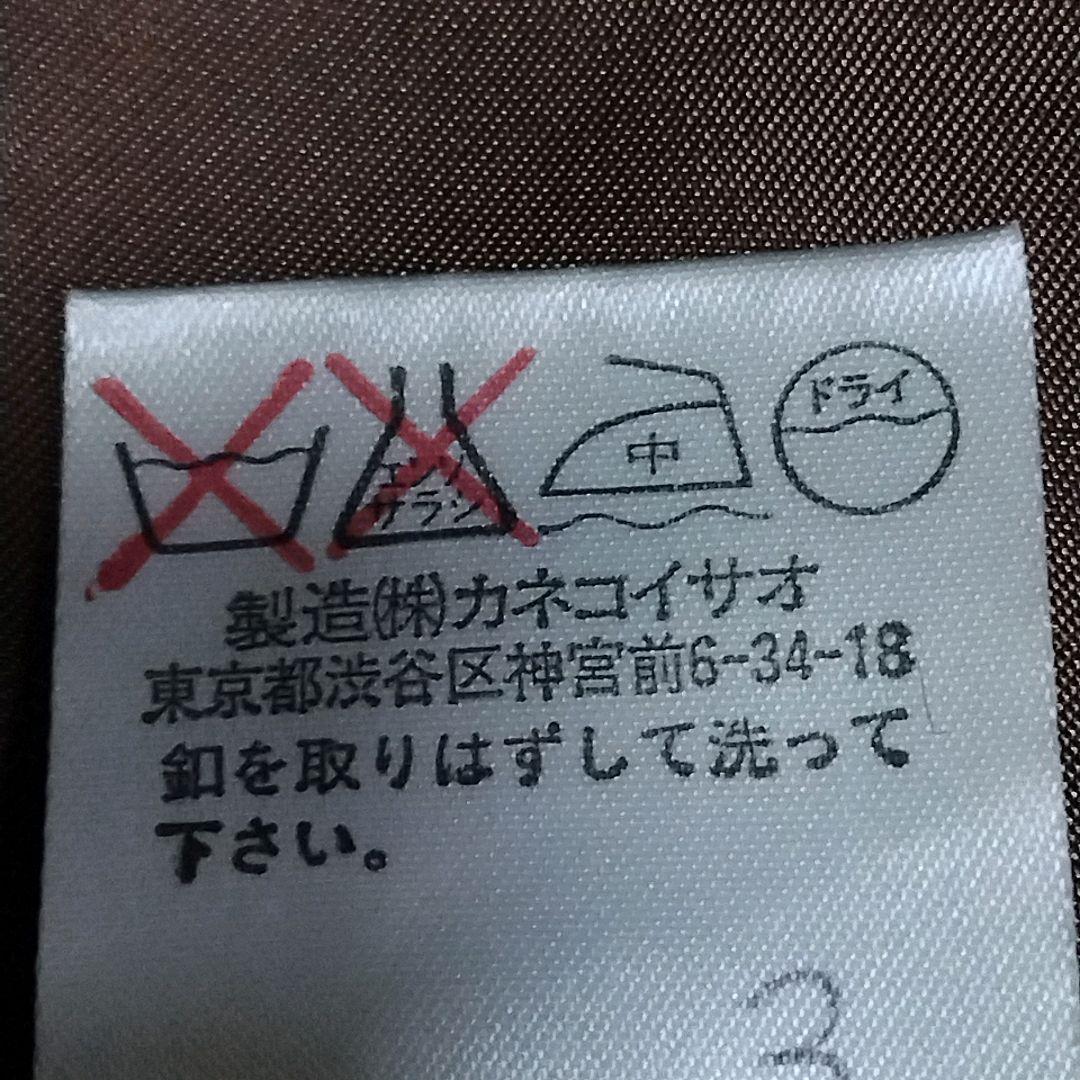 ドライ
エンソ
サラシ
中
製造(株)カネコイサオ
東京都渋谷区神宮前6-34-18
釦を取りはずして洗って
下さい。